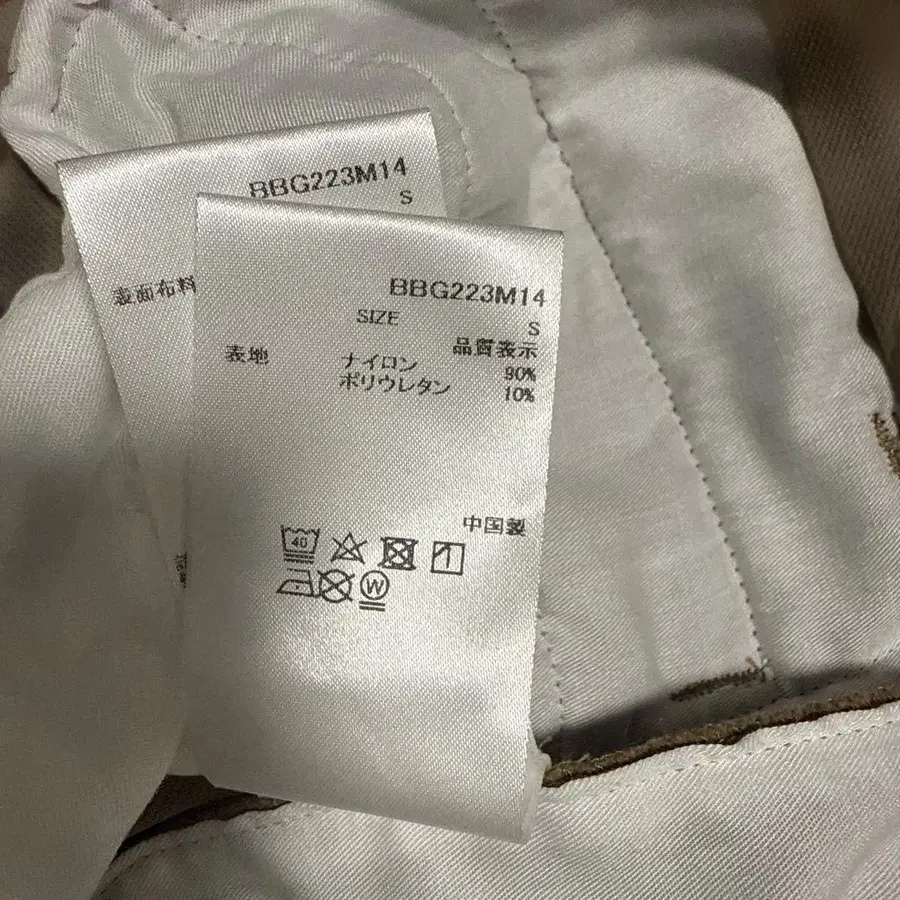 BBG223M14
S
表面布料
BBG223M14
SIZE S
品質表示
表地 ナイロン 90%
ポリウレタン 10%
中国製
40
W